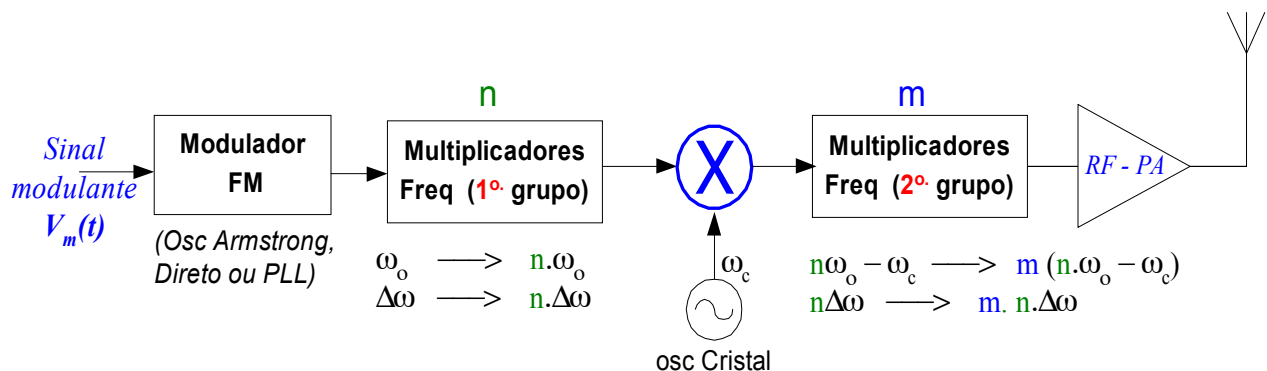 n
m
Sinal
modulante
Vm(t)
Modulador
FM
Multiplicadores
Freq (1º. grupo)
X
Multiplicadores
Freq (2º. grupo)
RF - PA
(Osc Armstrong,
Direto ou PLL)
ωo ⟶ n.ωo
Δω ⟶ n.Δω
ωc
osc Cristal
nωo − ωc ⟶ m (n.ωo − ωc)
nΔω ⟶ m. n.Δω